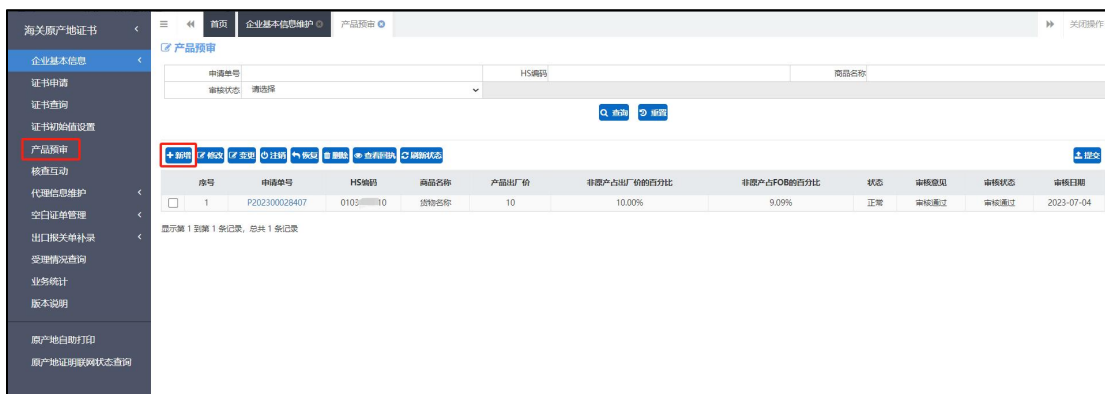 海关原产地证书
首页 企业基本信息维护 产品预审 关闭操作
企业基本信息
证书申请
证书查询
证书初始值设置
产品预审
核查互动
代理信息维护
空白证单管理
出口报关单补录
受理情况查询
业务统计
版本说明
原产地自助打印
原产地证明联网状态查询
产品预审
申请单号 HS编码 商品名称
审核状态 请选择
查询 重置
新增 修改 变更 注销 恢复 删除 查看回执 刷新状态 提交
序号 申请单号 HS编码 商品名称 产品出厂价 非原产占出厂价的百分比 非原产占FOB的百分比 状态 审核意见 审核状态 审核日期
1 P202300028407 0103 10 货物名称 10 10.00% 9.09% 正常 审核通过 审核通过 2023-07-04
显示第 1 到第 1 条记录，总共 1 条记录